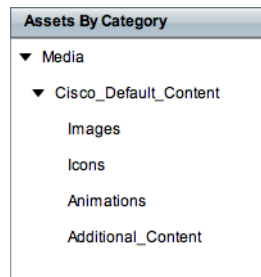 Assets By Category
Media
Cisco_Default_Content
Images
Icons
Animations
Additional_Content